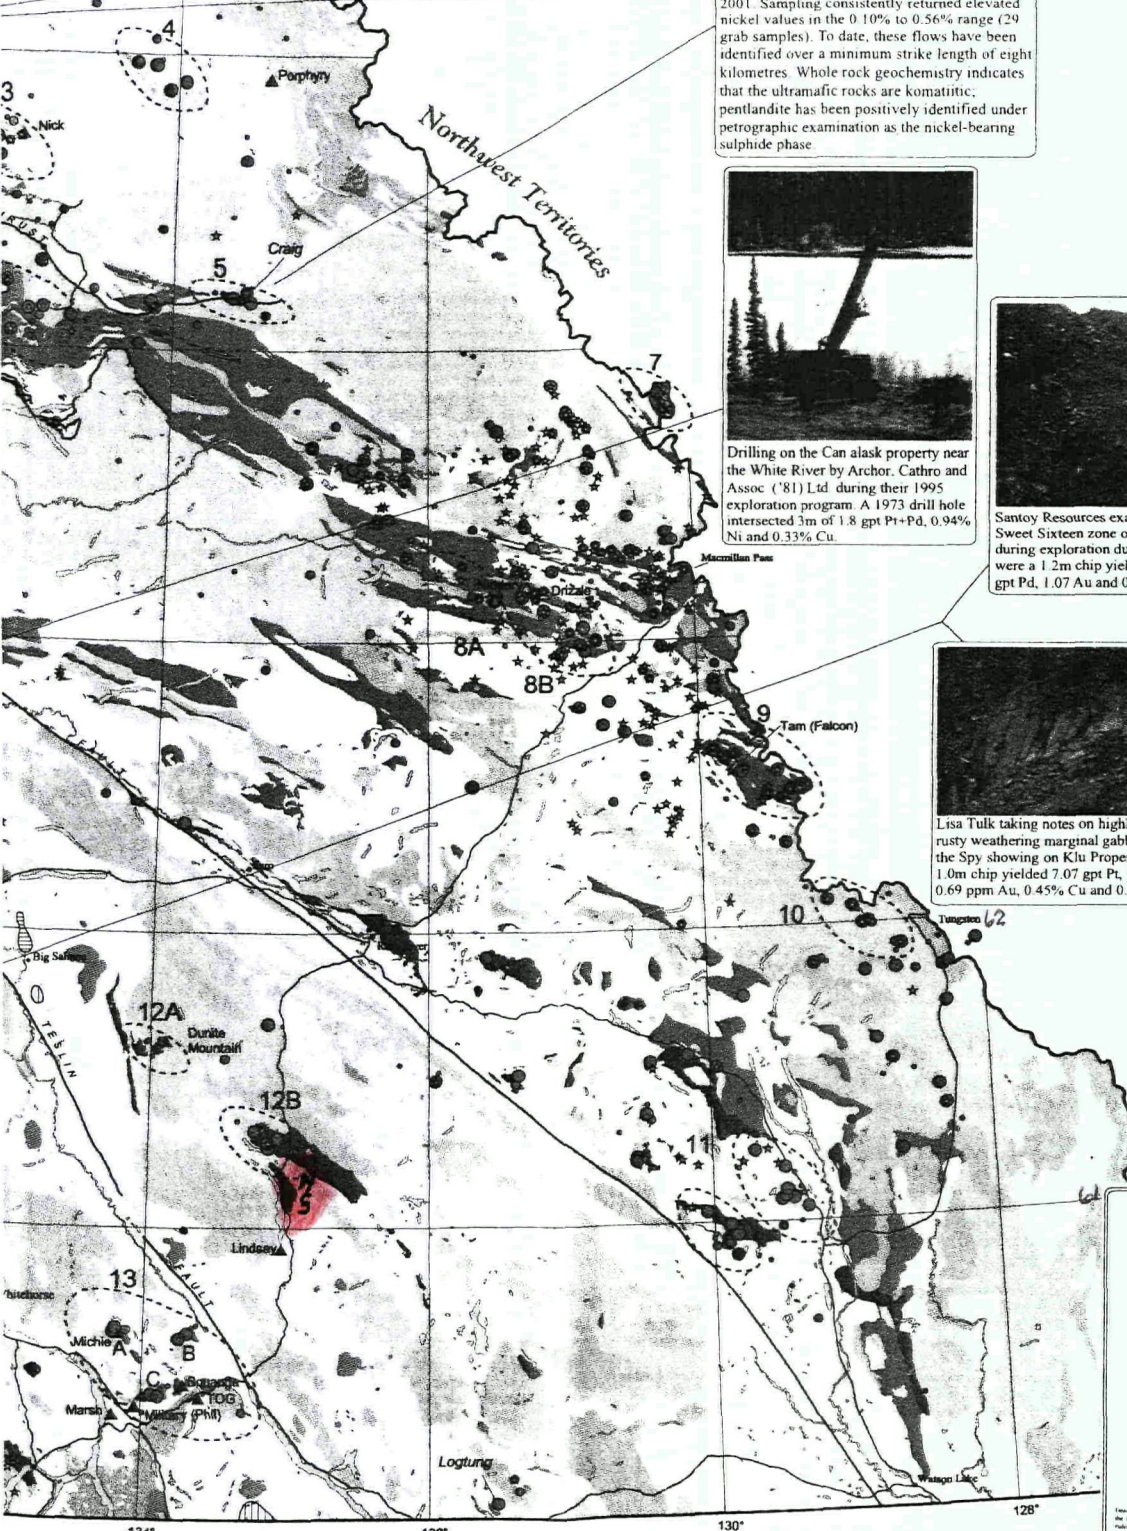 2001. Sampling consistently returned elevated
nickel values in the 0.10% to 0.56% range (29
grab samples). To date, these flows have been
identified over a minimum strike length of eight
kilometres. Whole rock geochemistry indicates
that the ultramafic rocks are komatiitic;
pentlandite has been positively identified under
petrographic examination as the nickel-bearing
sulphide phase.
4
Porphyry
3
Nick
Northwest Territories
RUST
Craig
5
7
Drilling on the Can alask property near
the White River by Archor. Cathro and
Assoc ('81) Ltd during their 1995
exploration program. A 1973 drill hole
intersected 3m of 1.8 gpt Pt+Pd, 0.94%
Ni and 0.33% Cu.
Santoy Resources exa
Sweet Sixteen zone o
during exploration du
were a 1.2m chip yiel
gpt Pd, 1.07 Au and 0
Macmillan Pass
8A
8B
9
Tam (Falcon)
FAULT
Lisa Tulk taking notes on highl
rusty weathering marginal gabb
the Spy showing on Klu Proper
1.0m chip yielded 7.07 gpt Pt,
0.69 ppm Au, 0.45% Cu and 0.
10
Tungsten 62
Big Salmon
12A
Dunite
Mountain
TESLIN
12B
11
61
Lindsay
FAULT
13
hitehorse
Michie
A
B
C
Squanga
TOG
Marsh
(Phil)
Logtung
Watson Lake
130°
128°